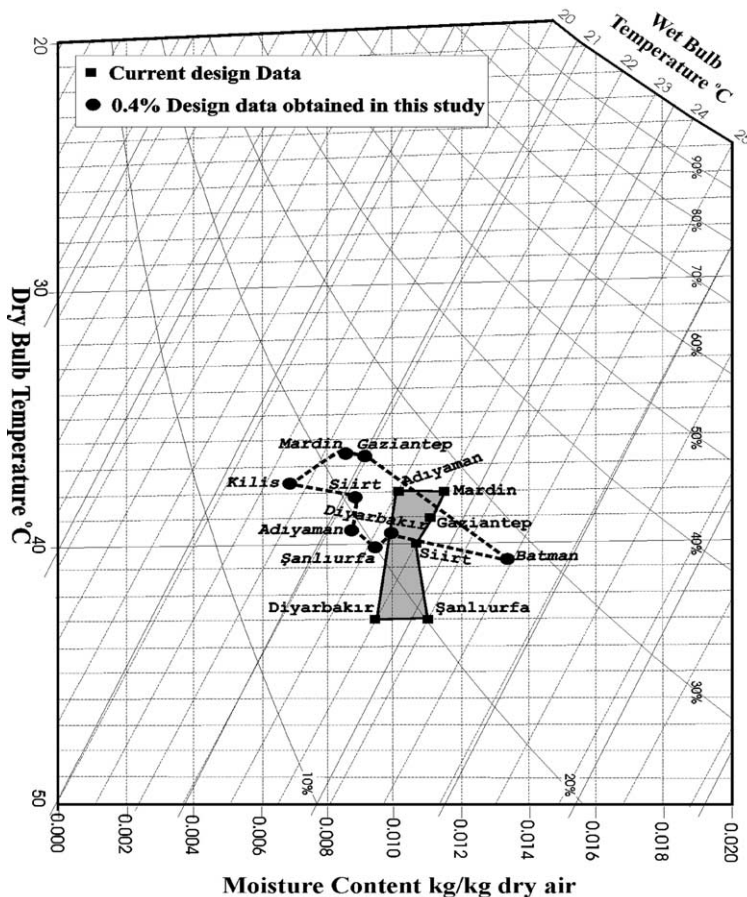 Wet Bulb
Temperature °C
20
21
22
23
24
25
■ Current design Data
● 0.4% Design data obtained in this study
90%
80%
70%
60%
50%
40%
30%
20%
10%
20
30
40
50
Dry Bulb Temperature °C
Mardin
Gaziantep
Kilis
Siirt
Adıyaman
Mardin
Diyarbakır
Gaziantep
Adıyaman
Şanlıurfa
Siirt
Batman
Diyarbakır
Şanlıurfa
0.000
0.002
0.004
0.006
0.008
0.010
0.012
0.014
0.016
0.018
0.020
Moisture Content kg/kg dry air